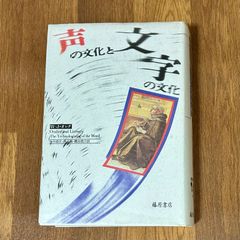 声の文化と
文字の文化
W-J・オング
Orality and Literacy
The Technologizing of the Word
藤原書店